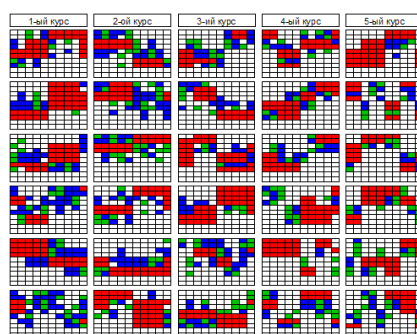 1-ый курс
2-ой курс
3-ий курс
4-ый курс
5-ый курс